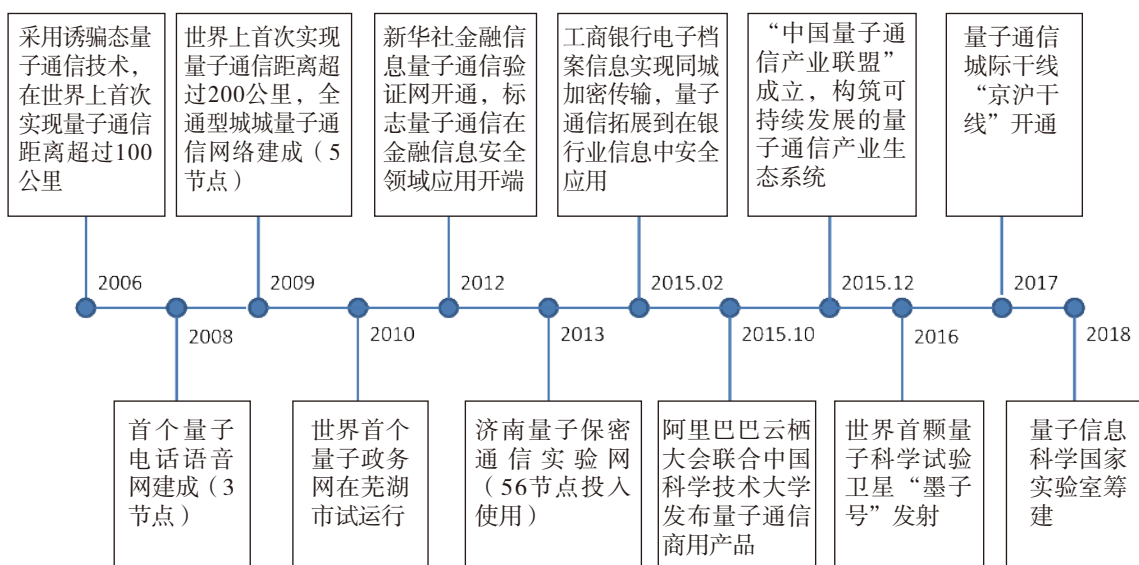 采用诱骗态量
子通信技术，
在世界上首次
实现量子通信
距离超过100
公里
世界上首次实现
量子通信距离超
过200公里，全
通型城城量子通
信网络建成（5
节点）
新华社金融信
息量子通信验
证网开通，标
志量子通信在
金融信息安全
领域应用开端
工商银行电子档
案信息实现同城
加密传输，量子
通信拓展到在银
行业信息中安全
应用
“中国量子通
信产业联盟”
成立，构筑可
持续发展的量
子通信产业生
态系统
量子通信
城际干线
“京沪干
线”开通
2006
2009
2012
2015.02
2015.12
2017
2008
2010
2013
2015.10
2016
2018
首个量子
电话语音
网建成（3
节点）
世界首个
量子政务
网在芜湖
市试运行
济南量子保密
通信实验网
（56节点投入
使用）
阿里巴巴云栖
大会联合中国
科学技术大学
发布量子通信
商用产品
世界首颗量
子科学试验
卫星“墨子
号”发射
量子信息
科学国家
实验室筹
建